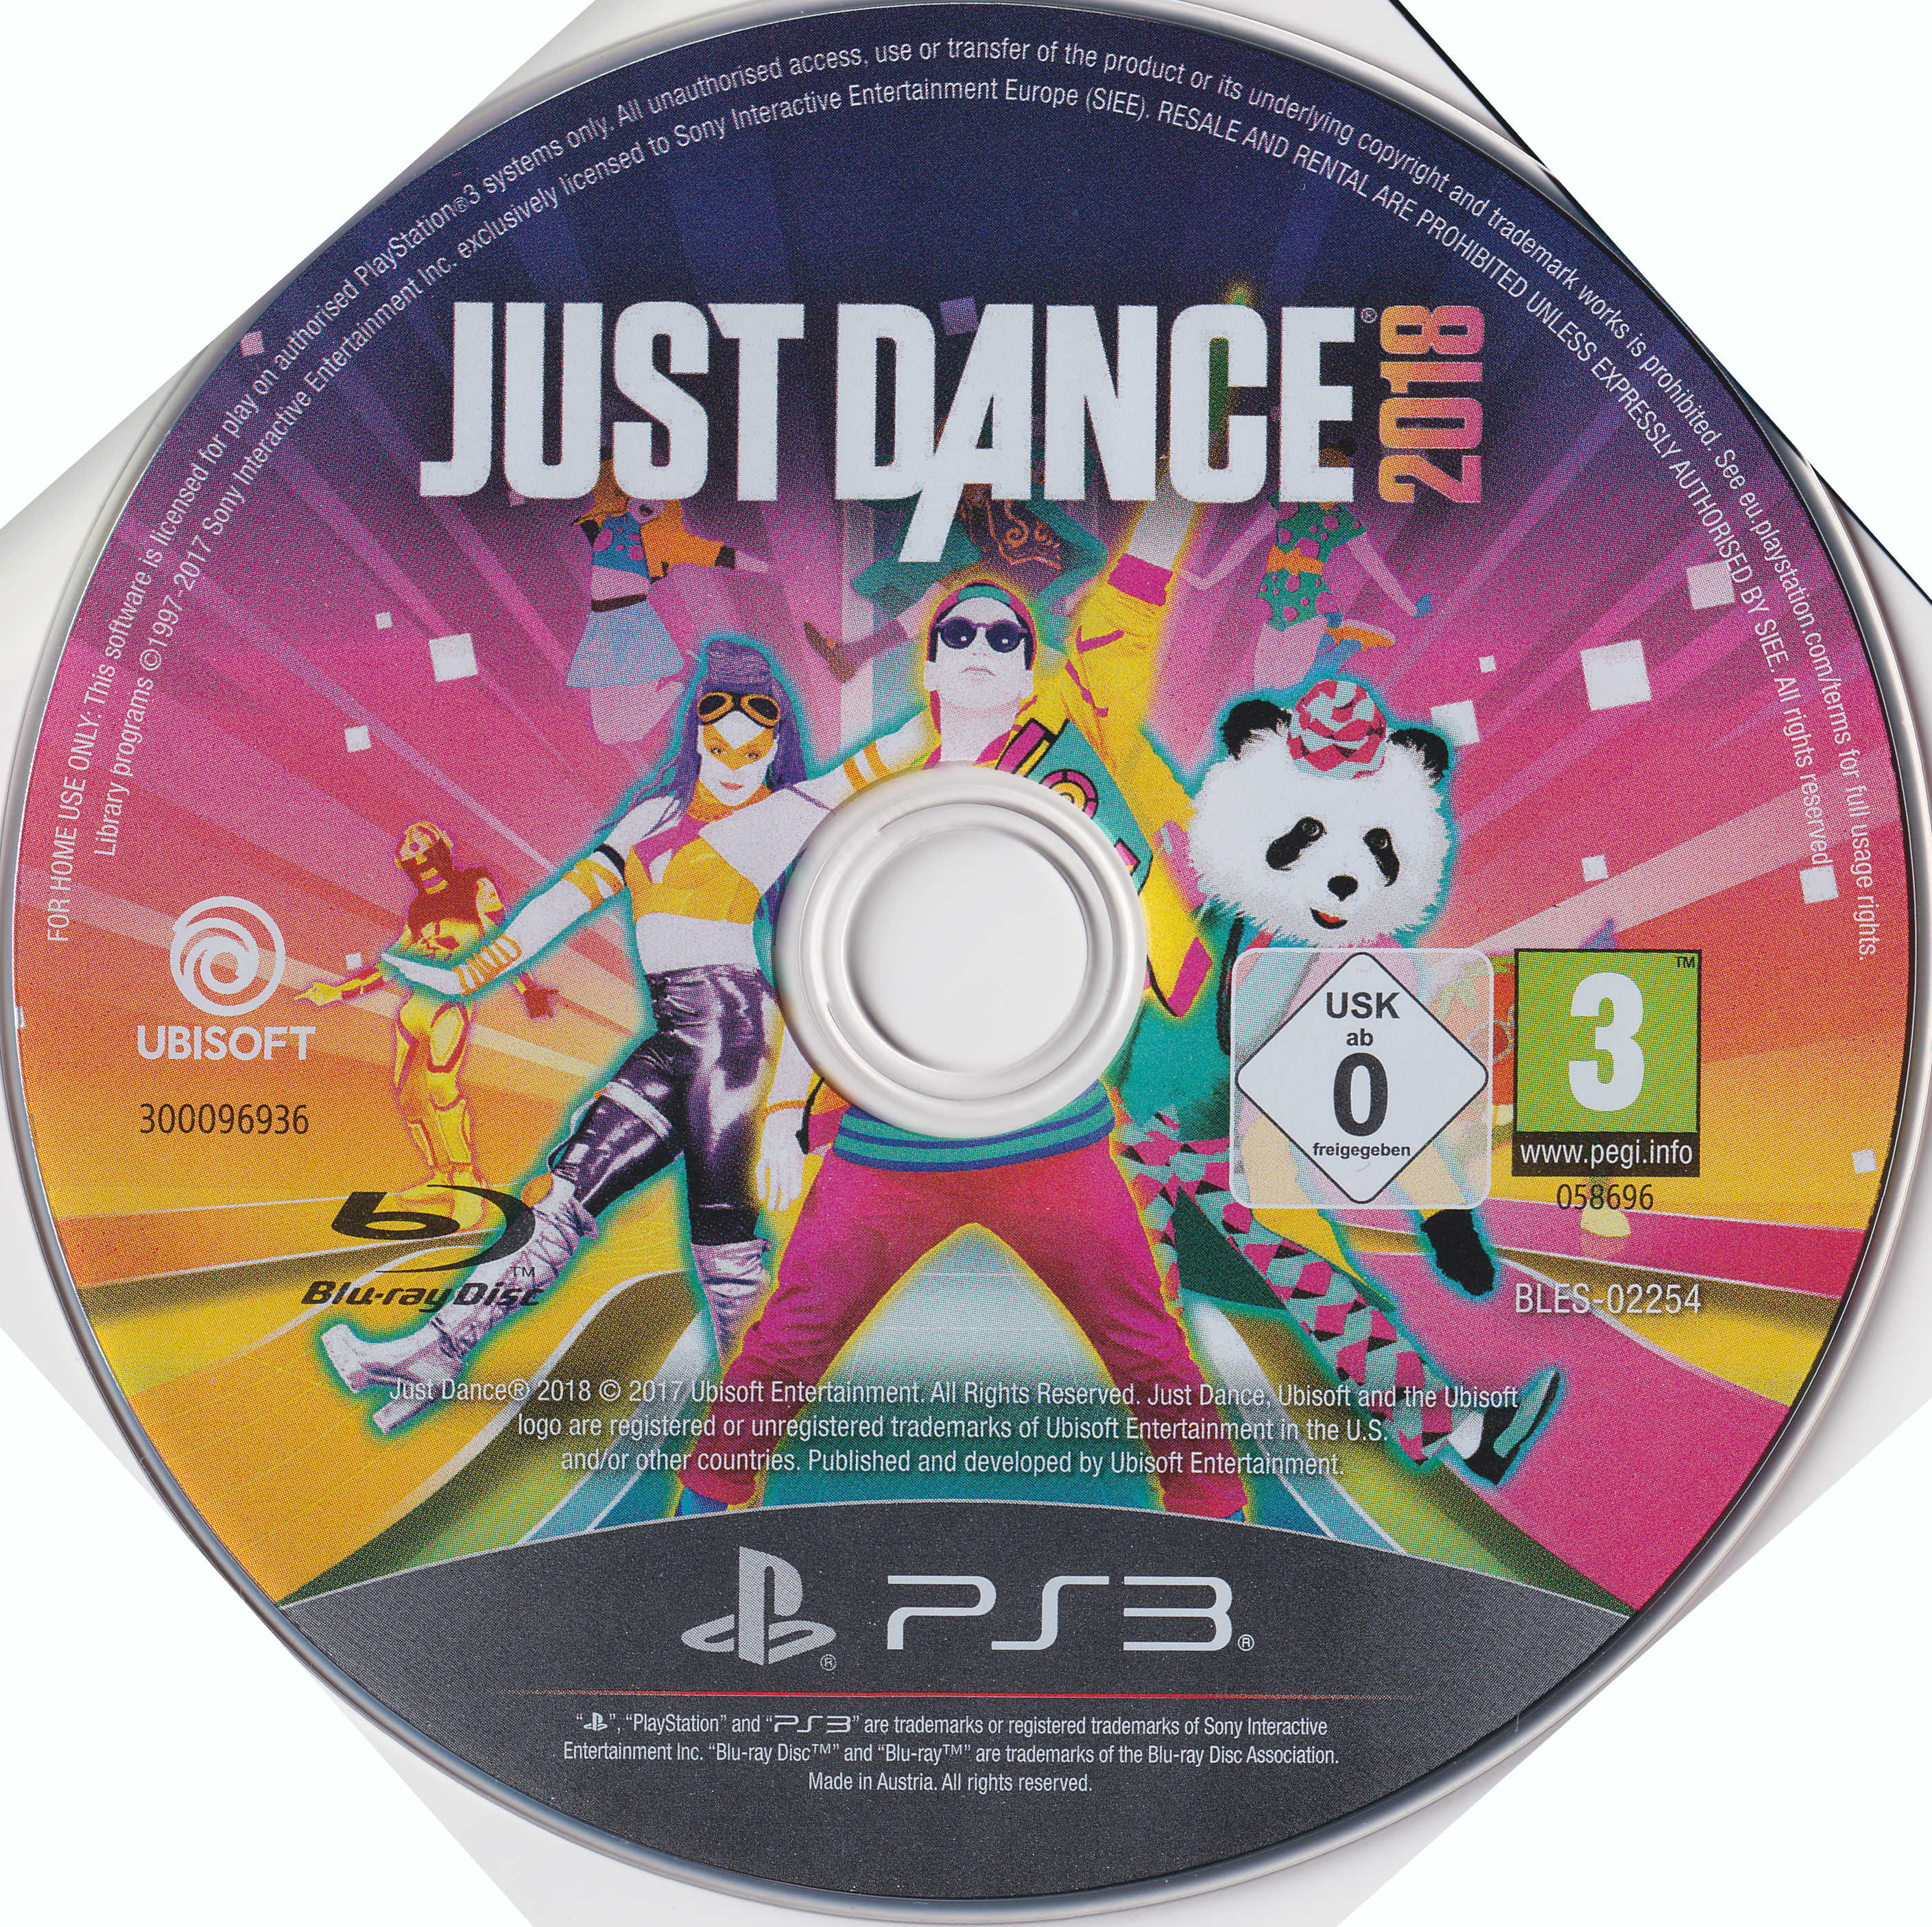 FOR HOME USE ONLY. This software is licensed for play on authorised PlayStation®3 systems only. All unauthorised access, use or transfer of the product or its underlying copyright and trademark works is prohibited. See eu.playstation.com/terms for full usage rights.
Library programs ©1997-2017 Sony Interactive Entertainment Inc. exclusively licensed to Sony Interactive Entertainment Europe (SIEE). RESALE AND RENTAL ARE PROHIBITED UNLESS EXPRESSLY AUTHORISED BY SIEE. All rights reserved
JUST DANCE® 2018
UBISOFT
300096936
USK
ab
0
freigegeben
3™
www.pegi.info
058696
Blu-ray Disc™
BLES-02254
Just Dance® 2018 © 2017 Ubisoft Entertainment. All Rights Reserved. Just Dance, Ubisoft and the Ubisoft
logo are registered or unregistered trademarks of Ubisoft Entertainment in the U.S.
and/or other countries. Published and developed by Ubisoft Entertainment.
® PS3®
“”, “PlayStation” and “PS3” are trademarks or registered trademarks of Sony Interactive
Entertainment Inc. “Blu-ray Disc™” and “Blu-ray™” are trademarks of the Blu-ray Disc Association.
Made in Austria. All rights reserved.